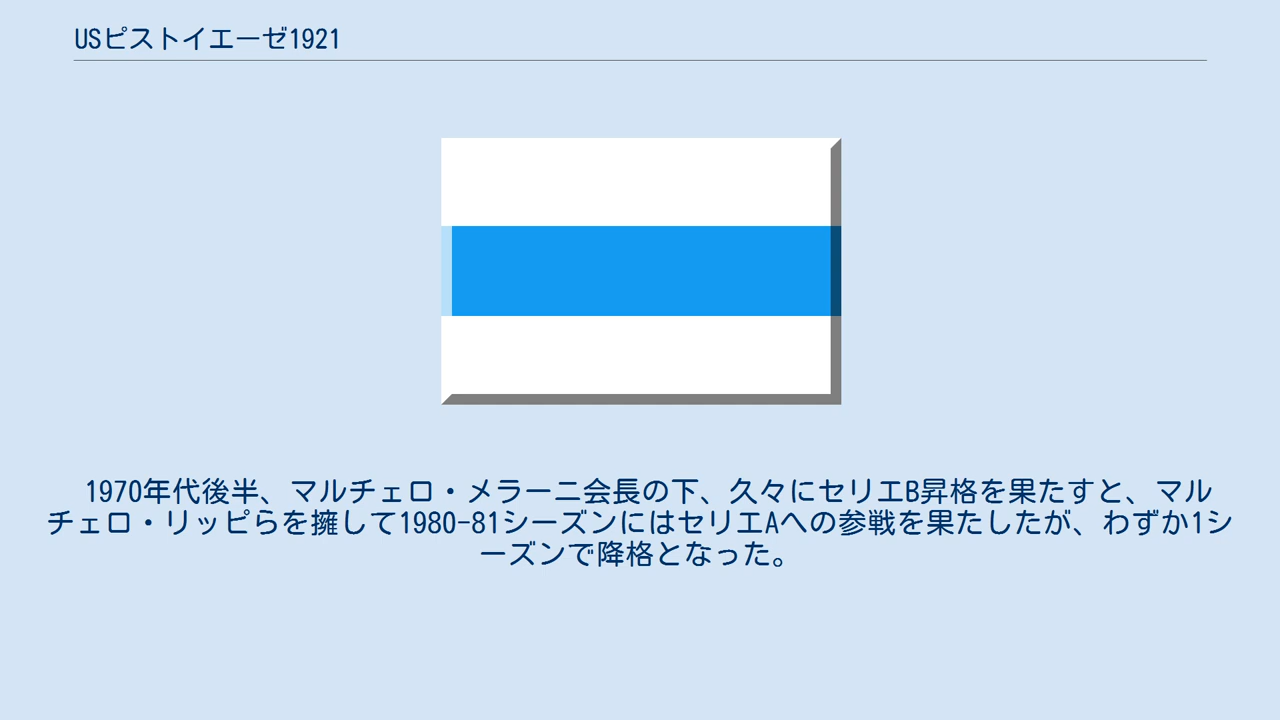 USピストイエーゼ1921
1970年代後半、マルチェロ・メラーニ会長の下、久々にセリエB昇格を果たすと、マル
チェロ・リッピらを擁して1980-81シーズンにはセリエAへの参戦を果たしたが、わずか1シ
ーズンで降格となった。